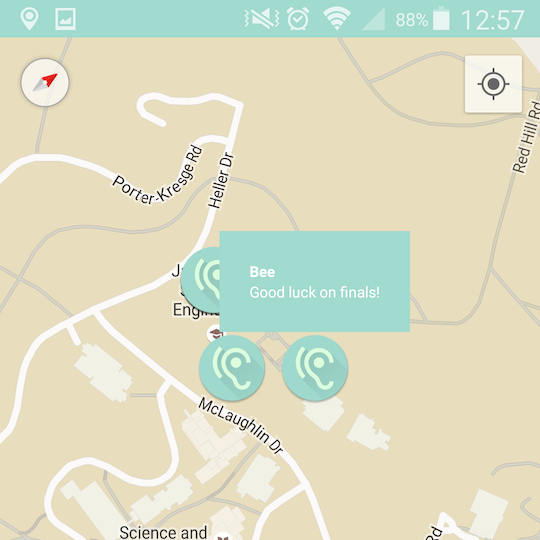 88% 12:57
Red Hill Rd
Porter-Kresge Rd
Heller Dr
Bee
Good luck on finals!
McLaughlin Dr
Science and
Rd